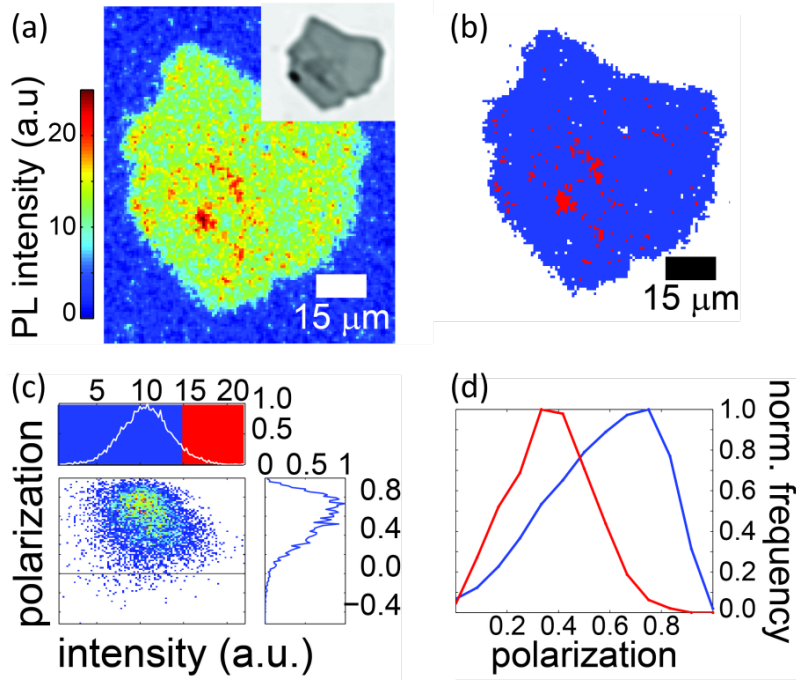 (a)
PL intensity (a.u)
20
10
0
15 μm
(b)
15 μm
(c)
5 10 15 20
1.0
0.5
0 0.5 1
polarization
0.8
0.4
0.0
-0.4
intensity (a.u.)
(d)
1.0
0.8
0.6
0.4
0.2
0.0
norm. frequency
0.2 0.4 0.6 0.8
polarization